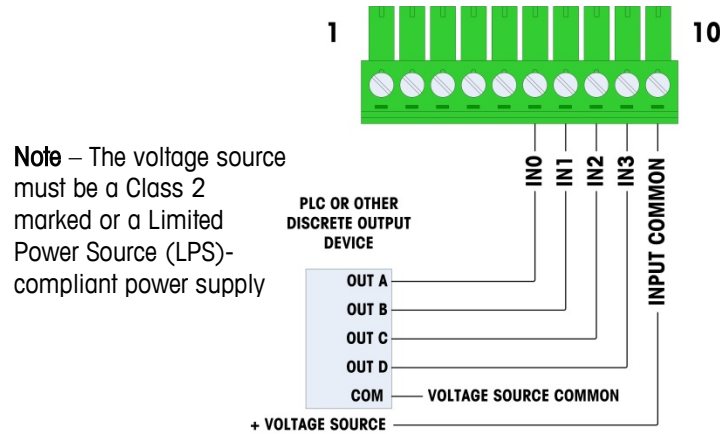 1 10
Note – The voltage source
must be a Class 2
marked or a Limited
Power Source (LPS)-
compliant power supply
IN0
IN1
IN2
IN3
INPUT COMMON
PLC OR OTHER
DISCRETE OUTPUT
DEVICE
OUT A
OUT B
OUT C
OUT D
COM VOLTAGE SOURCE COMMON
+ VOLTAGE SOURCE